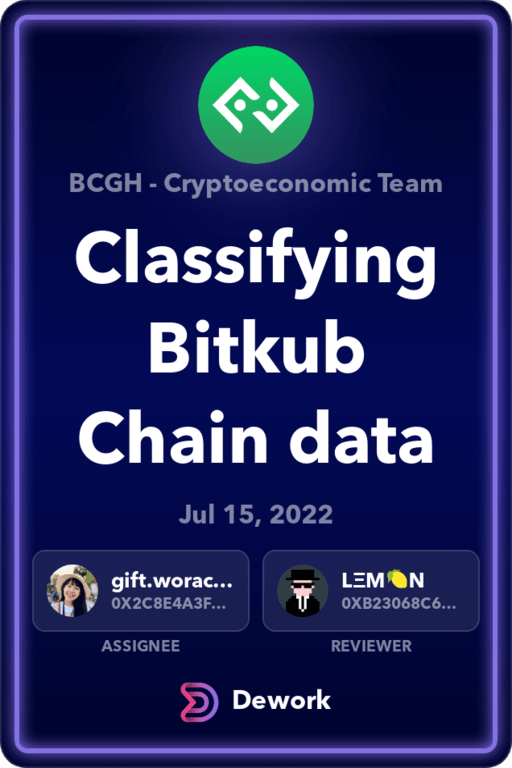 BCGH - Cryptoeconomic Team
Classifying
Bitkub
Chain data
Jul 15, 2022
gift.worac...
0X2C8E4A3F...
ASSIGNEE
LΞM🍋N
0XB23068C6...
REVIEWER
Dework